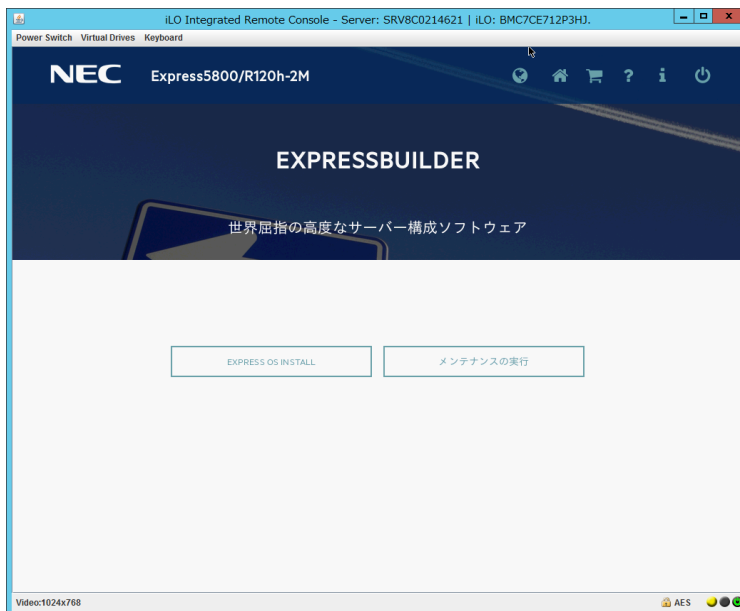 iLO Integrated Remote Console - Server: SRV8C0214621 | iLO: BMC7CE712P3HJ.
Power Switch Virtual Drives Keyboard
NEC Express5800/R120h-2M
EXPRESSBUILDER
世界屈指の高度なサーバー構成ソフトウェア
EXPRESS OS INSTALL メンテナンスの実行
Video:1024x768 AES